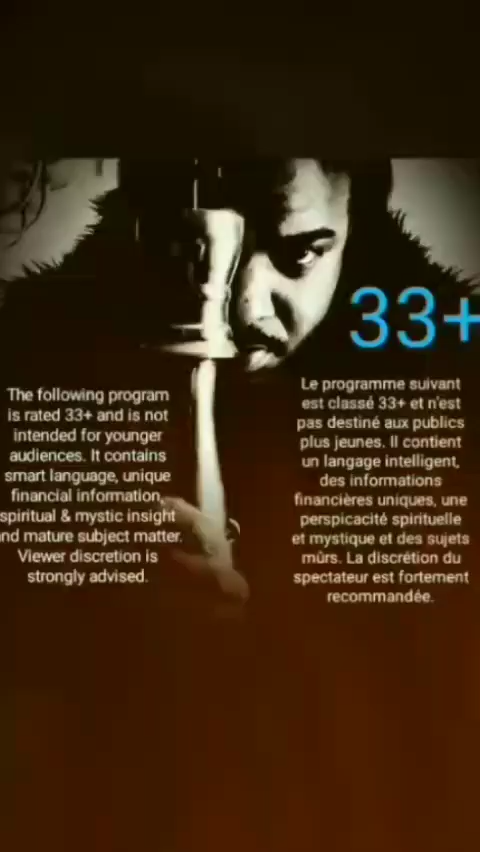 33+
The following program
is rated 33+ and is not
intended for younger
audiences. It contains
smart language, unique
financial information,
spiritual & mystic insight
nd mature subject matter.
Viewer discretion is
strongly advised.
Le programme suivant
est classé 33+ et n'est
pas destiné aux publics
plus jeunes. Il contient
un langage intelligent,
des informations
financières uniques, une
perspicacité spirituelle
et mystique et des sujets
mûrs. La discrétion du
spectateur est fortement
recommandée.